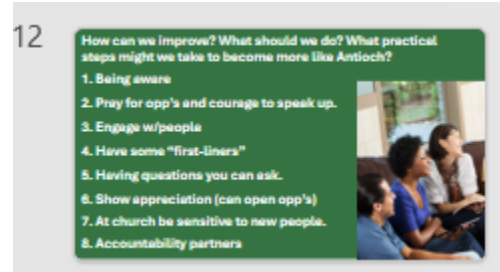 12
How can we improve? What should we do? What practical
steps might we take to become more like Antioch?
1. Being aware
2. Pray for opp's and courage to speak up.
3. Engage w/people
4. Have some "first-liners"
5. Having questions you can ask.
6. Show appreciation (can open opp's)
7. At church be sensitive to new people.
8. Accountability partners